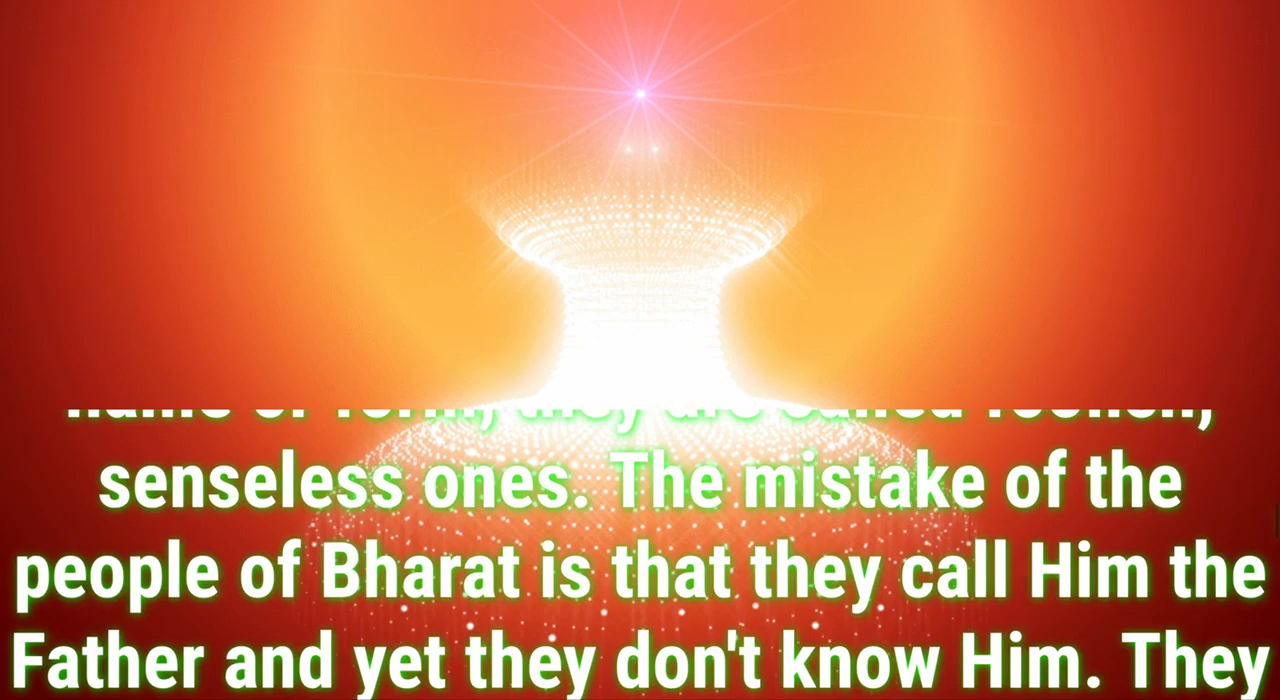 senseless ones. The mistake of the
people of Bharat is that they call Him the
Father and yet they don't know Him. They